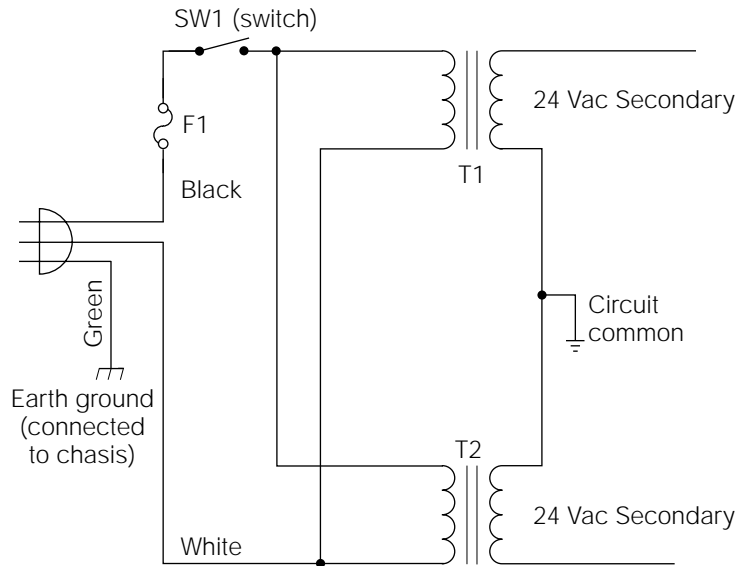 SW1 (switch)
24 Vac Secondary
F1
T1
Black
Green
Circuit
common
Earth ground
(connected
to chasis)
T2
24 Vac Secondary
White